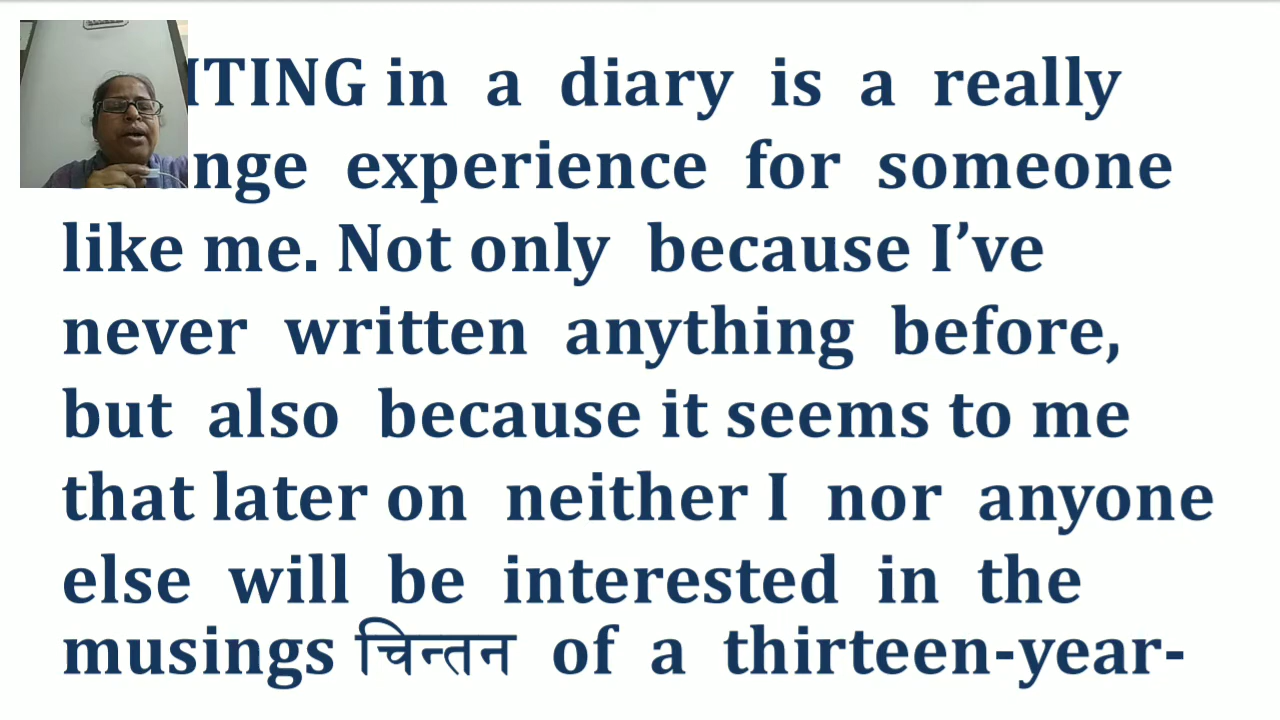 ITING in a diary is a really
nge experience for someone
like me. Not only because I’ve
never written anything before,
but also because it seems to me
that later on neither I nor anyone
else will be interested in the
musings चिन्तन of a thirteen-year-